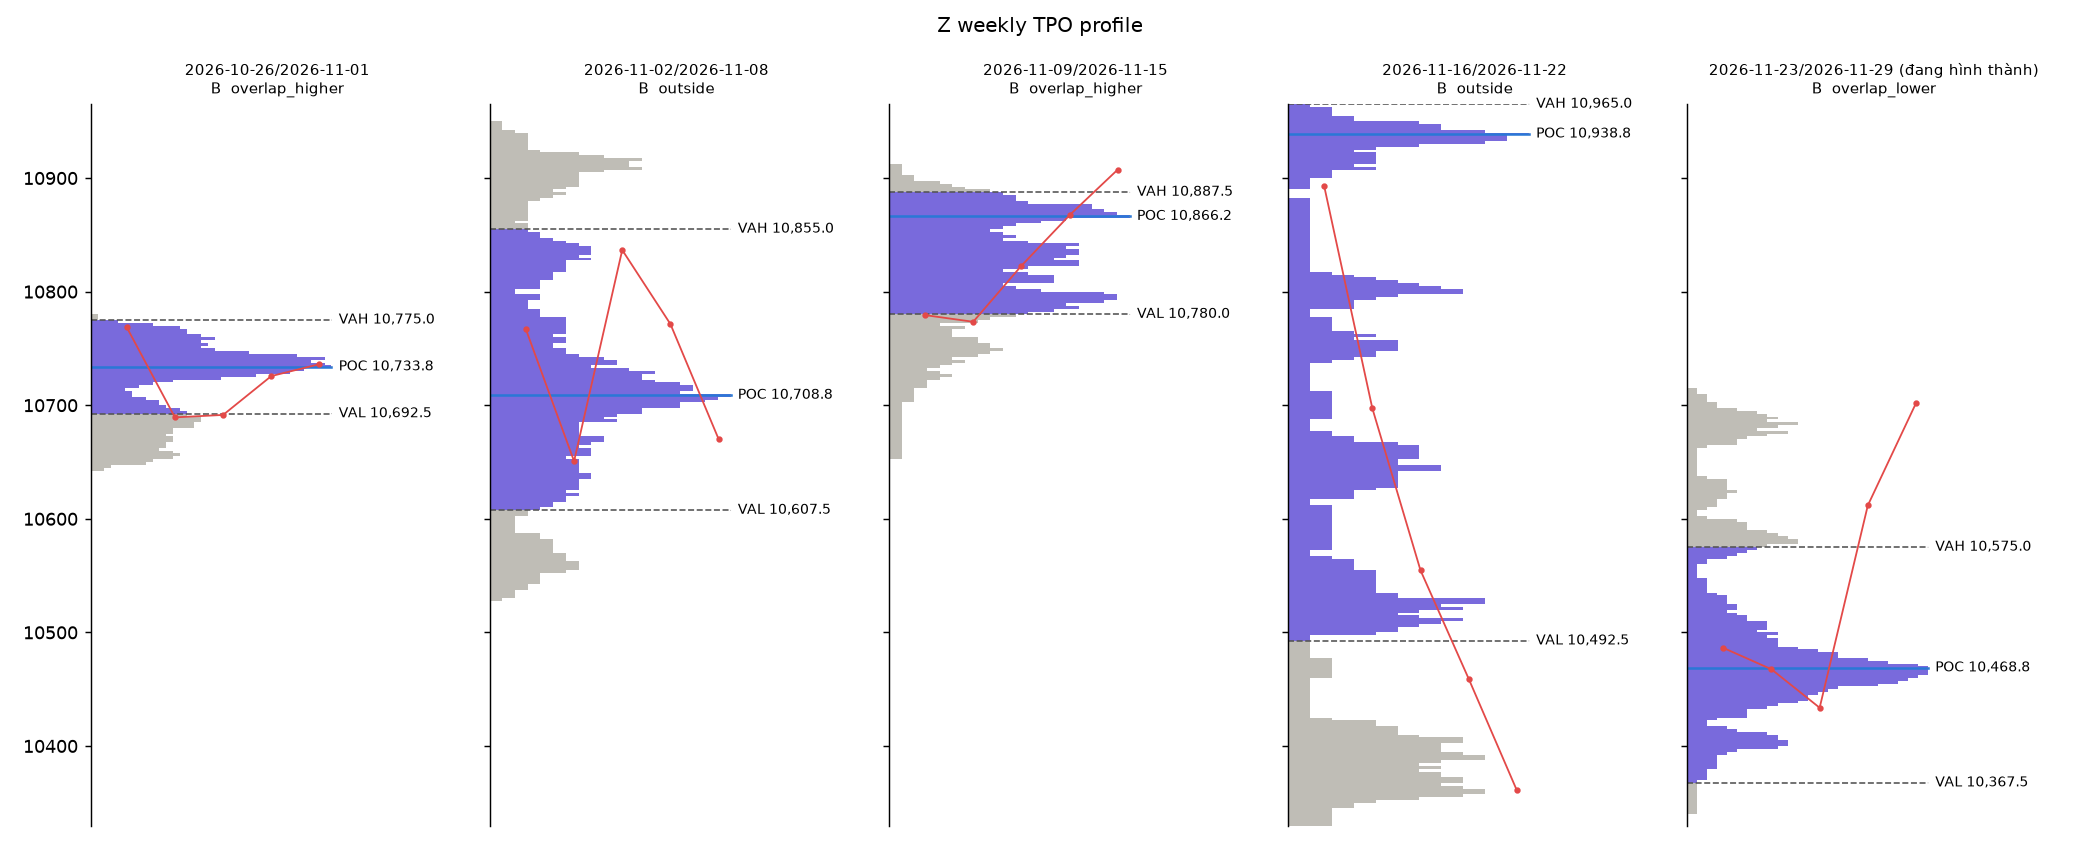 Z weekly TPO profile
2026-10-26/2026-11-01
B  overlap_higher
2026-11-02/2026-11-08
B  outside
2026-11-09/2026-11-15
B  overlap_higher
2026-11-16/2026-11-22
B  outside
2026-11-23/2026-11-29 (đang hình thành)
B  overlap_lower
10900
10800
10700
10600
10500
10400
VAH 10,775.0
POC 10,733.8
VAL 10,692.5
VAH 10,855.0
POC 10,708.8
VAL 10,607.5
VAH 10,887.5
POC 10,866.2
VAL 10,780.0
VAH 10,965.0
POC 10,938.8
VAL 10,492.5
VAH 10,575.0
POC 10,468.8
VAL 10,367.5